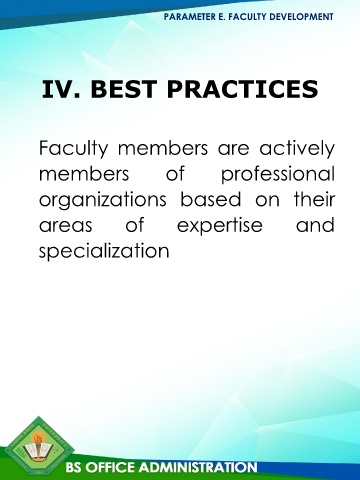 PARAMETER E. FACULTY DEVELOPMENT
IV. BEST PRACTICES
Faculty members are actively
members of professional
organizations based on their
areas of expertise and
specialization
BS OFFICE ADMINISTRATION